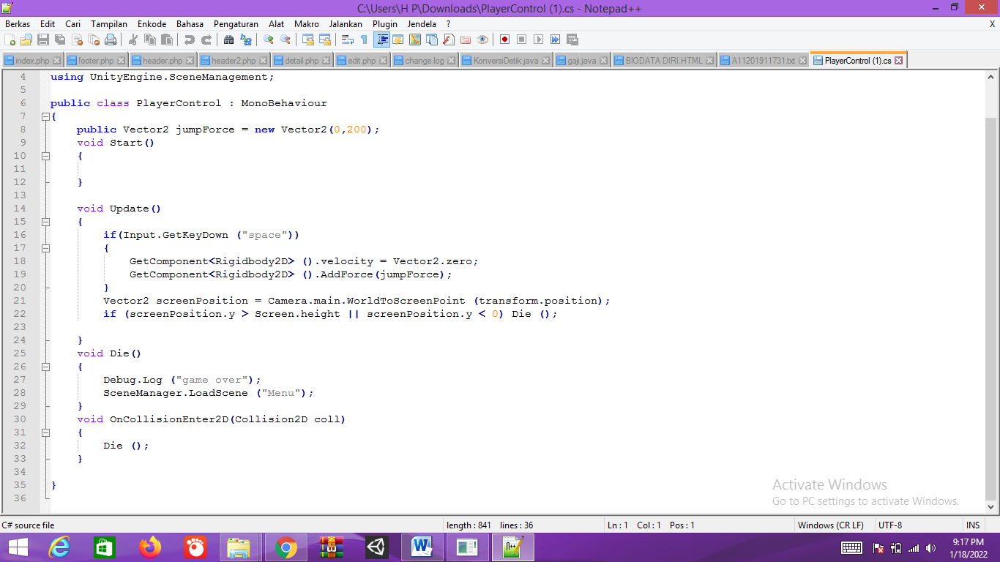 C:\Users\H P\Downloads\PlayerControl (1).cs - Notepad++
Berkas Edit Cari Tampilan Enkode Bahasa Pengaturan Alat Makro Jalankan Plugin Jendela ? X
index.php footer.php header.php header2.php detail.php edit.php change.log KonversiDetik.java gaji.java BIODATA DIRI.HTML A11201911731.txt PlayerControl (1).cs
4 using UnityEngine.SceneManagement;
5
6 public class PlayerControl : MonoBehaviour
7 {
8 public Vector2 jumpForce = new Vector2(0,200);
9 void Start()
10 {
11
12 }
13
14 void Update()
15 {
16 if(Input.GetKeyDown ("space"))
17 {
18 GetComponent<Rigidbody2D> ().velocity = Vector2.zero;
19 GetComponent<Rigidbody2D> ().AddForce(jumpForce);
20 }
21 Vector2 screenPosition = Camera.main.WorldToScreenPoint (transform.position);
22 if (screenPosition.y > Screen.height || screenPosition.y < 0) Die ();
23
24 }
25 void Die()
26 {
27 Debug.Log ("game over");
28 SceneManager.LoadScene ("Menu");
29 }
30 void OnCollisionEnter2D(Collision2D coll)
31 {
32 Die ();
33 }
34
35 }
36
Activate Windows
Go to PC settings to activate Windows.
C# source file length : 841 lines : 36 Ln : 1 Col : 1 Pos : 1 Windows (CR LF) UTF-8 INS
9:17 PM
1/18/2022